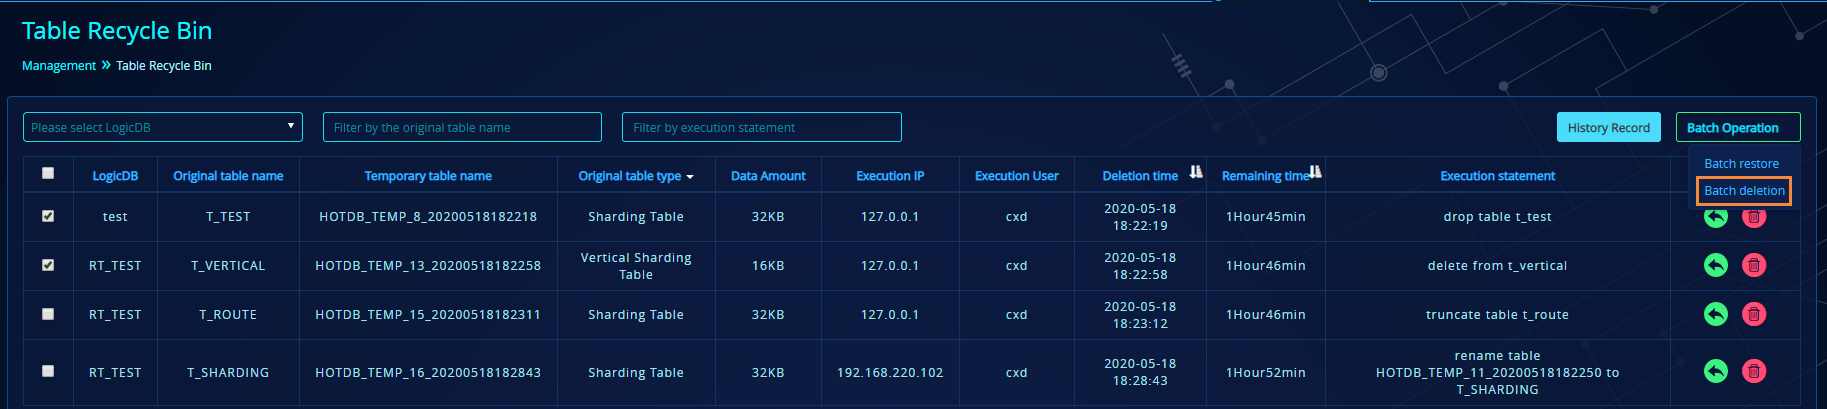 Table Recycle Bin
Management » Table Recycle Bin
Please select LogicDB Filter by the original table name Filter by execution statement History Record Batch Operation
Batch restore
Batch deletion
LogicDB Original table name Temporary table name Original table type Data Amount Execution IP Execution User Deletion time Remaining time Execution statement
test T_TEST HOTDB_TEMP_8_20200518182218 Sharding Table 32KB 127.0.0.1 cxd 2020-05-18 18:22:19 1Hour45min drop table t_test
RT_TEST T_VERTICAL HOTDB_TEMP_13_20200518182258 Vertical Sharding Table 16KB 127.0.0.1 cxd 2020-05-18 18:22:58 1Hour46min delete from t_vertical
RT_TEST T_ROUTE HOTDB_TEMP_15_20200518182311 Sharding Table 32KB 127.0.0.1 cxd 2020-05-18 18:23:12 1Hour46min truncate table t_route
RT_TEST T_SHARDING HOTDB_TEMP_16_20200518182843 Sharding Table 32KB 192.168.220.102 cxd 2020-05-18 18:28:43 1Hour52min rename table HOTDB_TEMP_11_20200518182250 to T_SHARDING